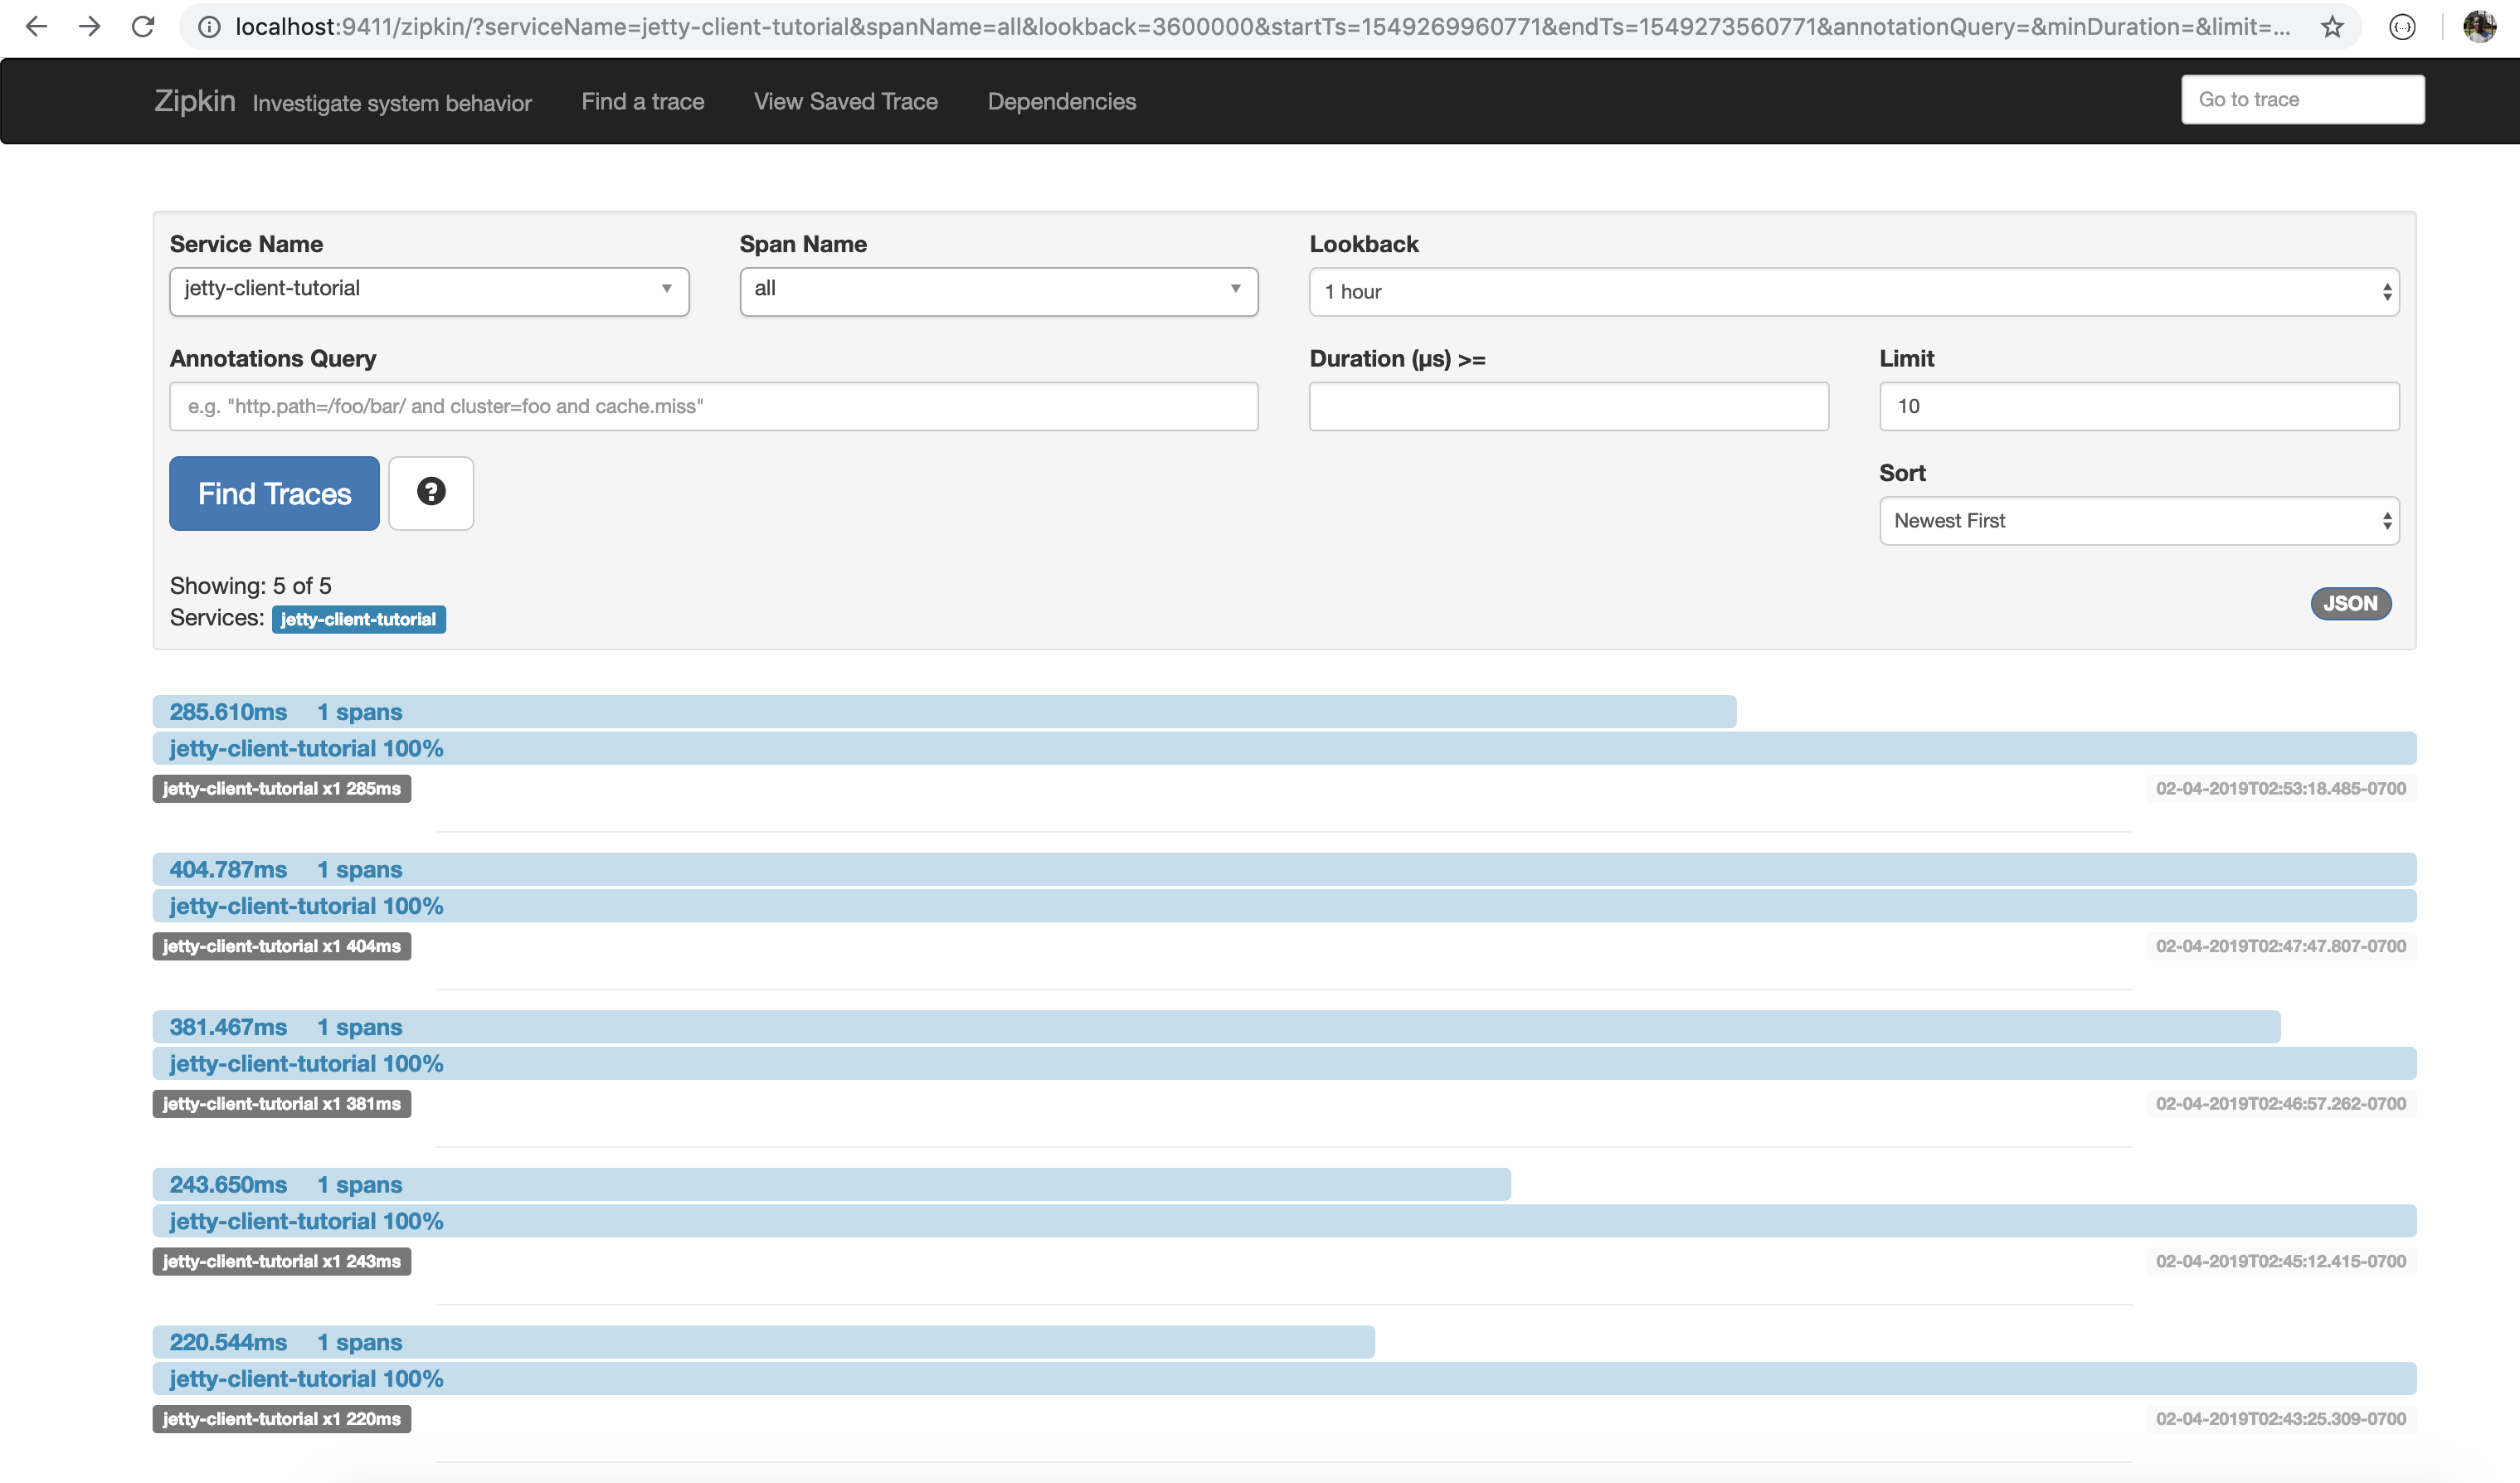 localhost:9411/zipkin/?serviceName=jetty-client-tutorial&spanName=all&lookback=3600000&startTs=1549269960771&endTs=1549273560771&annotationQuery=&minDuration=&limit=...
Zipkin Investigate system behavior Find a trace View Saved Trace Dependencies Go to trace
Service Name Span Name Lookback
jetty-client-tutorial all 1 hour
Annotations Query Duration (µs) >= Limit
e.g. "http.path=/foo/bar/ and cluster=foo and cache.miss" 10
Find Traces ?
Sort
Newest First
Showing: 5 of 5
Services: jetty-client-tutorial
JSON
285.610ms 1 spans
jetty-client-tutorial 100%
jetty-client-tutorial x1 285ms 02-04-2019T02:53:18.485-0700
404.787ms 1 spans
jetty-client-tutorial 100%
jetty-client-tutorial x1 404ms 02-04-2019T02:47:47.807-0700
381.467ms 1 spans
jetty-client-tutorial 100%
jetty-client-tutorial x1 381ms 02-04-2019T02:46:57.262-0700
243.650ms 1 spans
jetty-client-tutorial 100%
jetty-client-tutorial x1 243ms 02-04-2019T02:45:12.415-0700
220.544ms 1 spans
jetty-client-tutorial 100%
jetty-client-tutorial x1 220ms 02-04-2019T02:43:25.309-0700